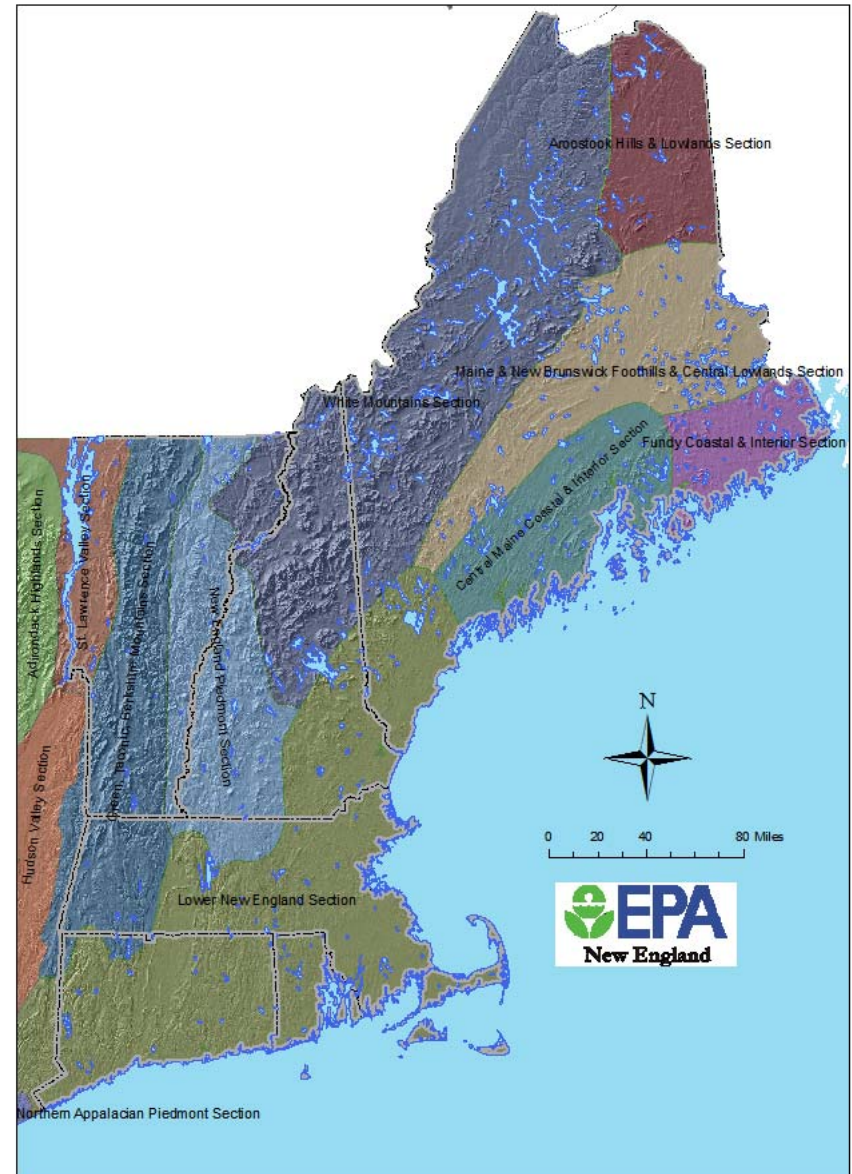 Aroostook Hills & Lowlands Section
Maine & New Brunswick Foothills & Central Lowlands Section
White Mountains Section
Fundy Coastal & Interior Section
Central Maine Coastal & Interior Section
Adirondack Highlands Section
St. Lawrence Valley Section
Green, Taconic, Berkshire Mountains Section
New England Piedmont Section
Hudson Valley Section
N
0 20 40 80 Miles
Lower New England Section
EPA
New England
Northern Appalacian Piedmont Section